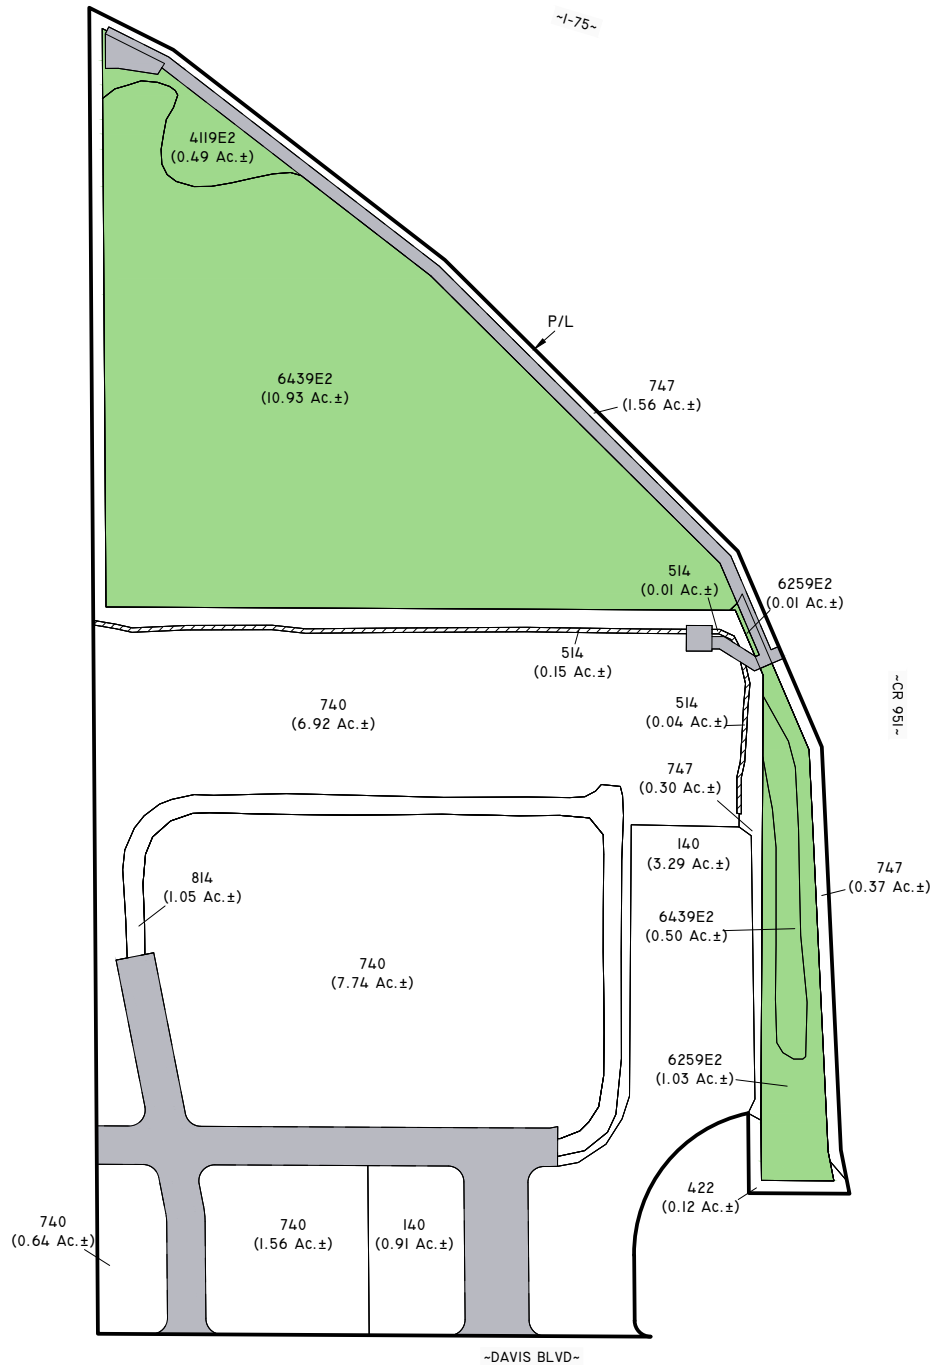 ~I-75~
4119E2
(0.49 Ac.±)
P/L
6439E2
(10.93 Ac.±)
747
(1.56 Ac.±)
514
(0.01 Ac.±)
6259E2
(0.01 Ac.±)
514
(0.15 Ac.±)
~CR 951~
740
(6.92 Ac.±)
514
(0.04 Ac.±)
747
(0.30 Ac.±)
140
(3.29 Ac.±)
814
(1.05 Ac.±)
747
(0.37 Ac.±)
6439E2
(0.50 Ac.±)
740
(7.74 Ac.±)
6259E2
(1.03 Ac.±)
422
(0.12 Ac.±)
740
(0.64 Ac.±)
740
(1.56 Ac.±)
140
(0.91 Ac.±)
~DAVIS BLVD~